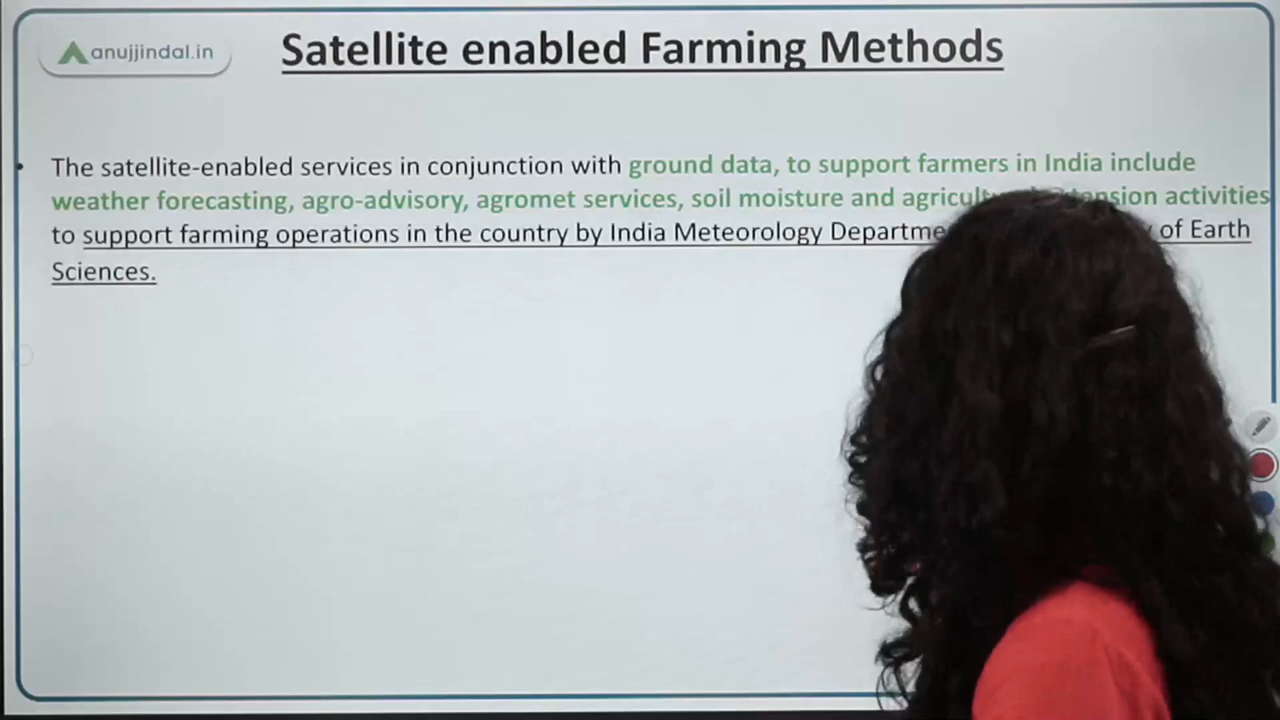 anujjindal.in
Satellite enabled Farming Methods
• The satellite-enabled services in conjunction with ground data, to support farmers in India include
weather forecasting, agro-advisory, agromet services, soil moisture and activities
to support farming operations in the country by India Meteorology of Earth
Sciences.